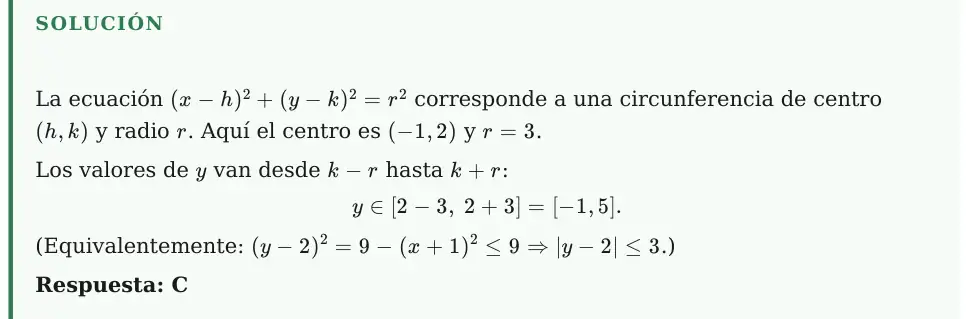 SOLUCIÓN
La ecuación (x − h)² + (y − k)² = r² corresponde a una circunferencia de centro
(h, k) y radio r. Aquí el centro es (−1, 2) y r = 3.
Los valores de y van desde k − r hasta k + r:
y ∈ [2 − 3, 2 + 3] = [−1, 5].
(Equivalentemente: (y − 2)² = 9 − (x + 1)² ≤ 9 ⇒ |y − 2| ≤ 3.)
Respuesta: C